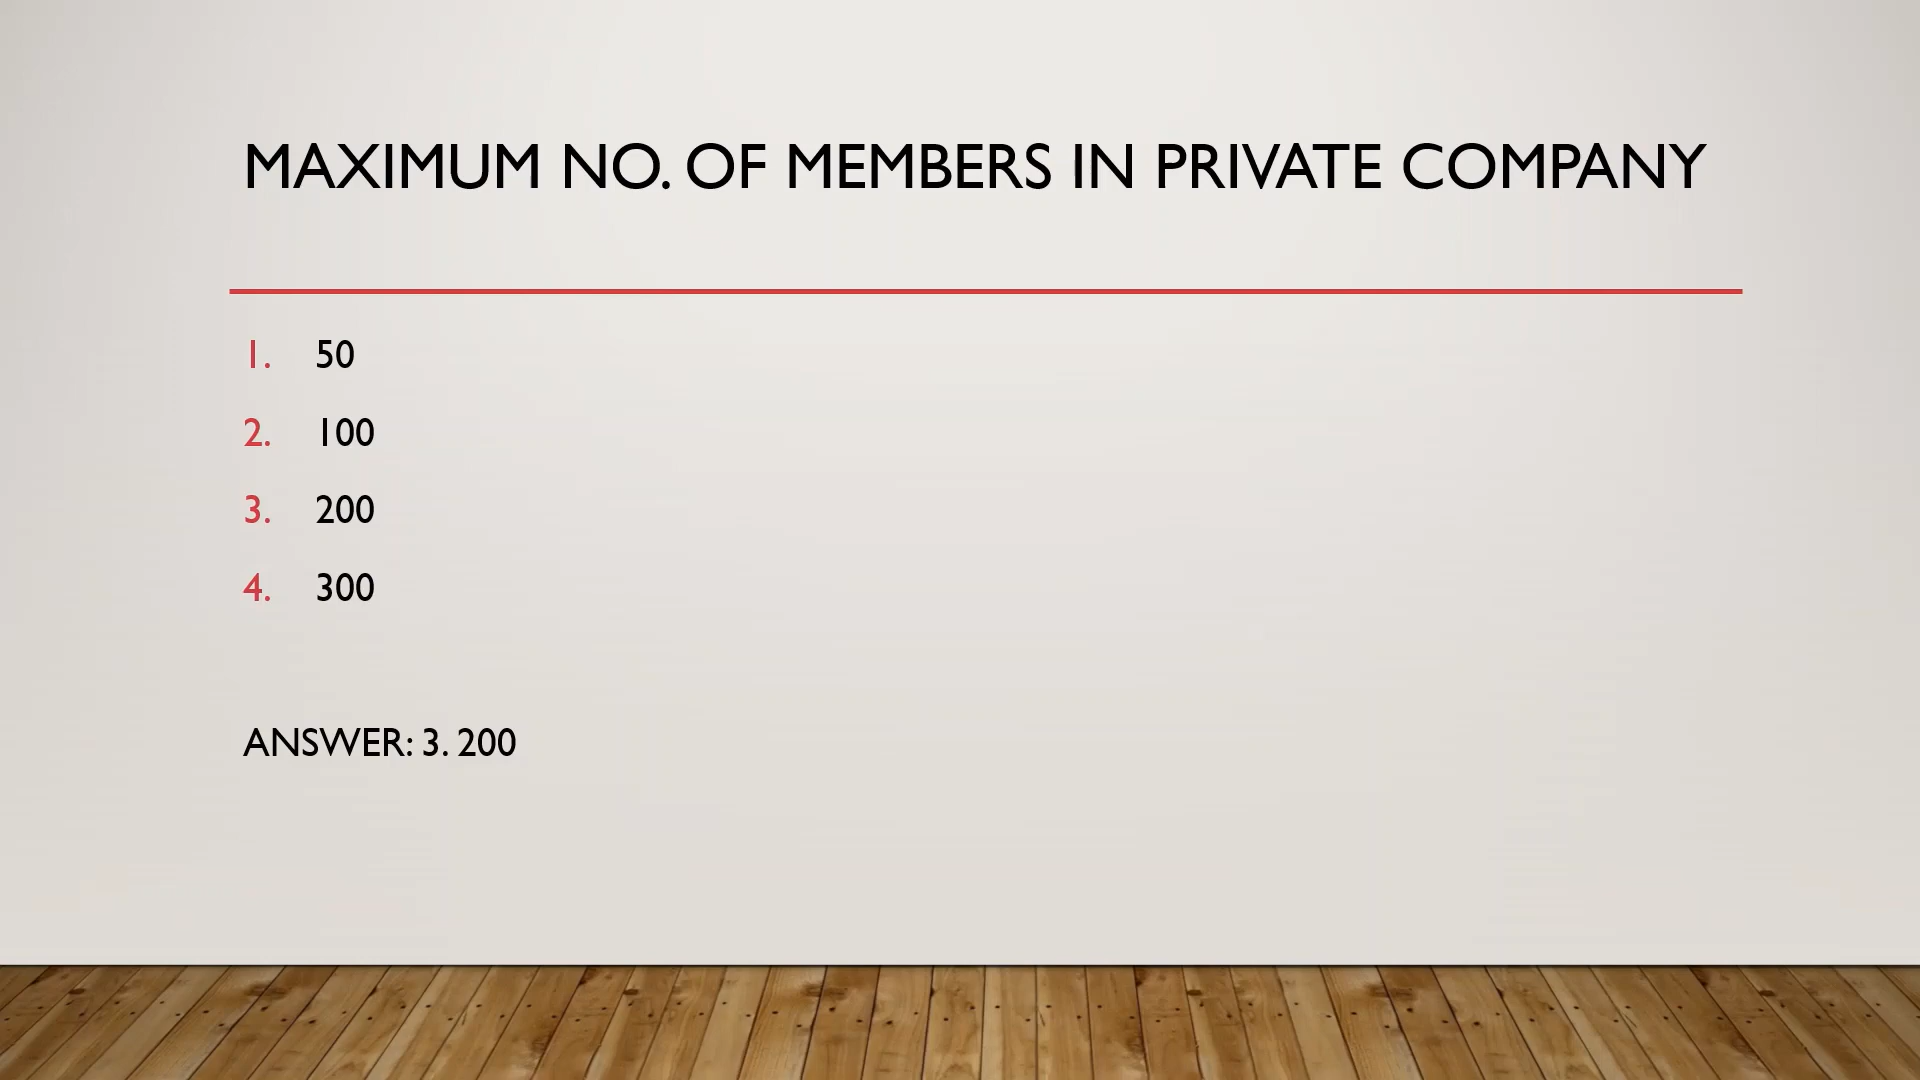 MAXIMUM NO. OF MEMBERS IN PRIVATE COMPANY
1. 50
2. 100
3. 200
4. 300
ANSWER: 3. 200